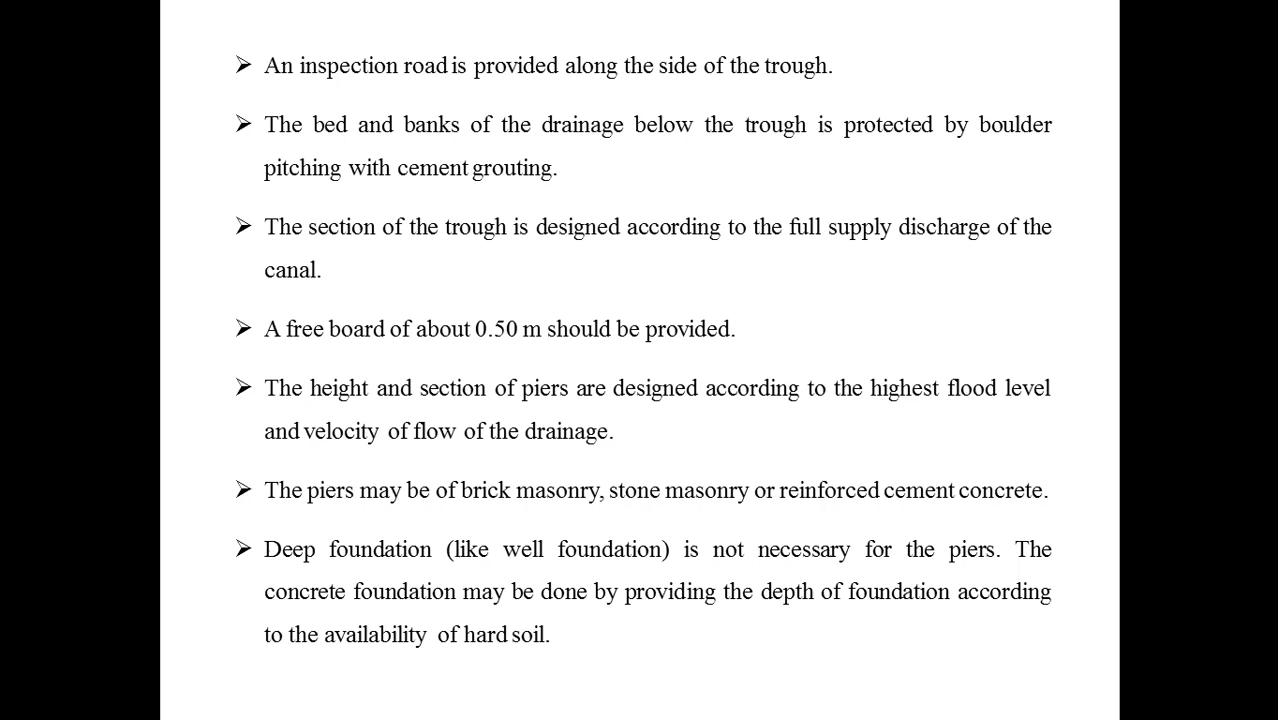 ➢ An inspection road is provided along the side of the trough.
➢ The bed and banks of the drainage below the trough is protected by boulder
pitching with cement grouting.
➢ The section of the trough is designed according to the full supply discharge of the
canal.
➢ A free board of about 0.50 m should be provided.
➢ The height and section of piers are designed according to the highest flood level
and velocity of flow of the drainage.
➢ The piers may be of brick masonry, stone masonry or reinforced cement concrete.
➢ Deep foundation (like well foundation) is not necessary for the piers. The
concrete foundation may be done by providing the depth of foundation according
to the availability of hard soil.